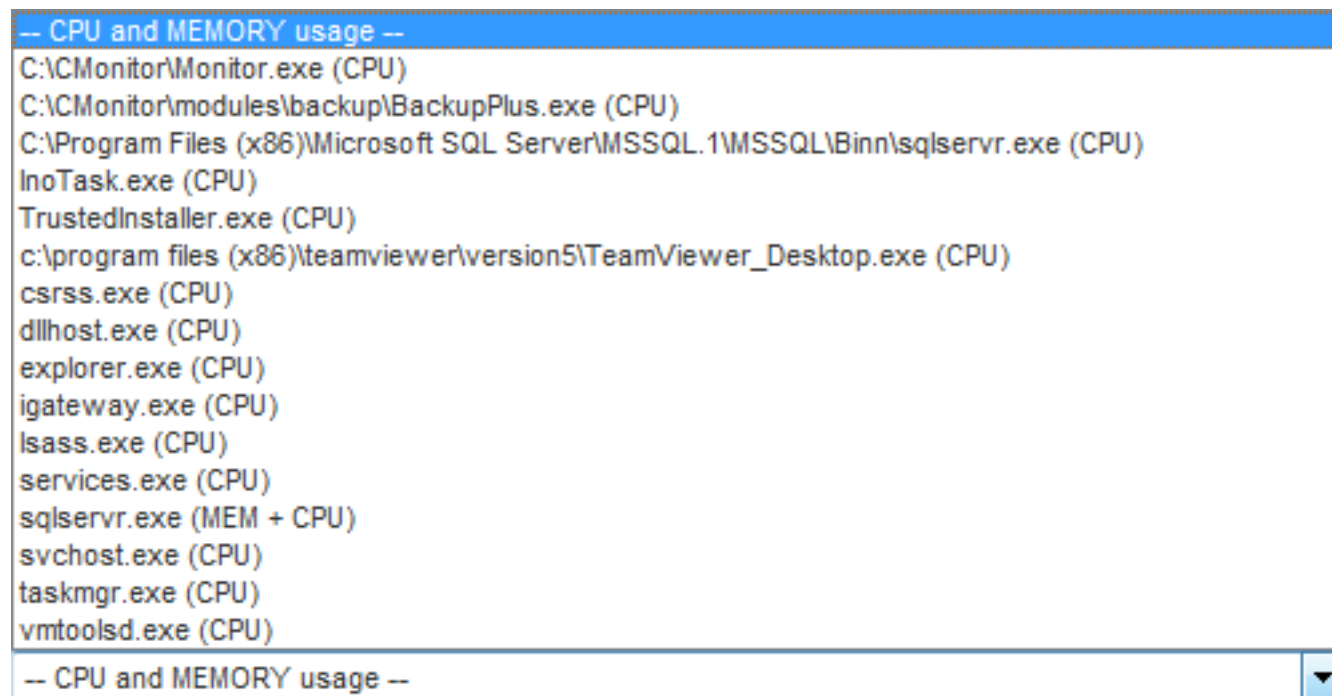 -- CPU and MEMORY usage --
C:\CMonitor\Monitor.exe (CPU)
C:\CMonitor\modules\backup\BackupPlus.exe (CPU)
C:\Program Files (x86)\Microsoft SQL Server\MSSQL.1\MSSQL\Binn\sqlservr.exe (CPU)
InoTask.exe (CPU)
TrustedInstaller.exe (CPU)
c:\program files (x86)\teamviewer\version5\TeamViewer_Desktop.exe (CPU)
csrss.exe (CPU)
dllhost.exe (CPU)
explorer.exe (CPU)
igateway.exe (CPU)
lsass.exe (CPU)
services.exe (CPU)
sqlservr.exe (MEM + CPU)
svchost.exe (CPU)
taskmgr.exe (CPU)
vmtoolsd.exe (CPU)
-- CPU and MEMORY usage --